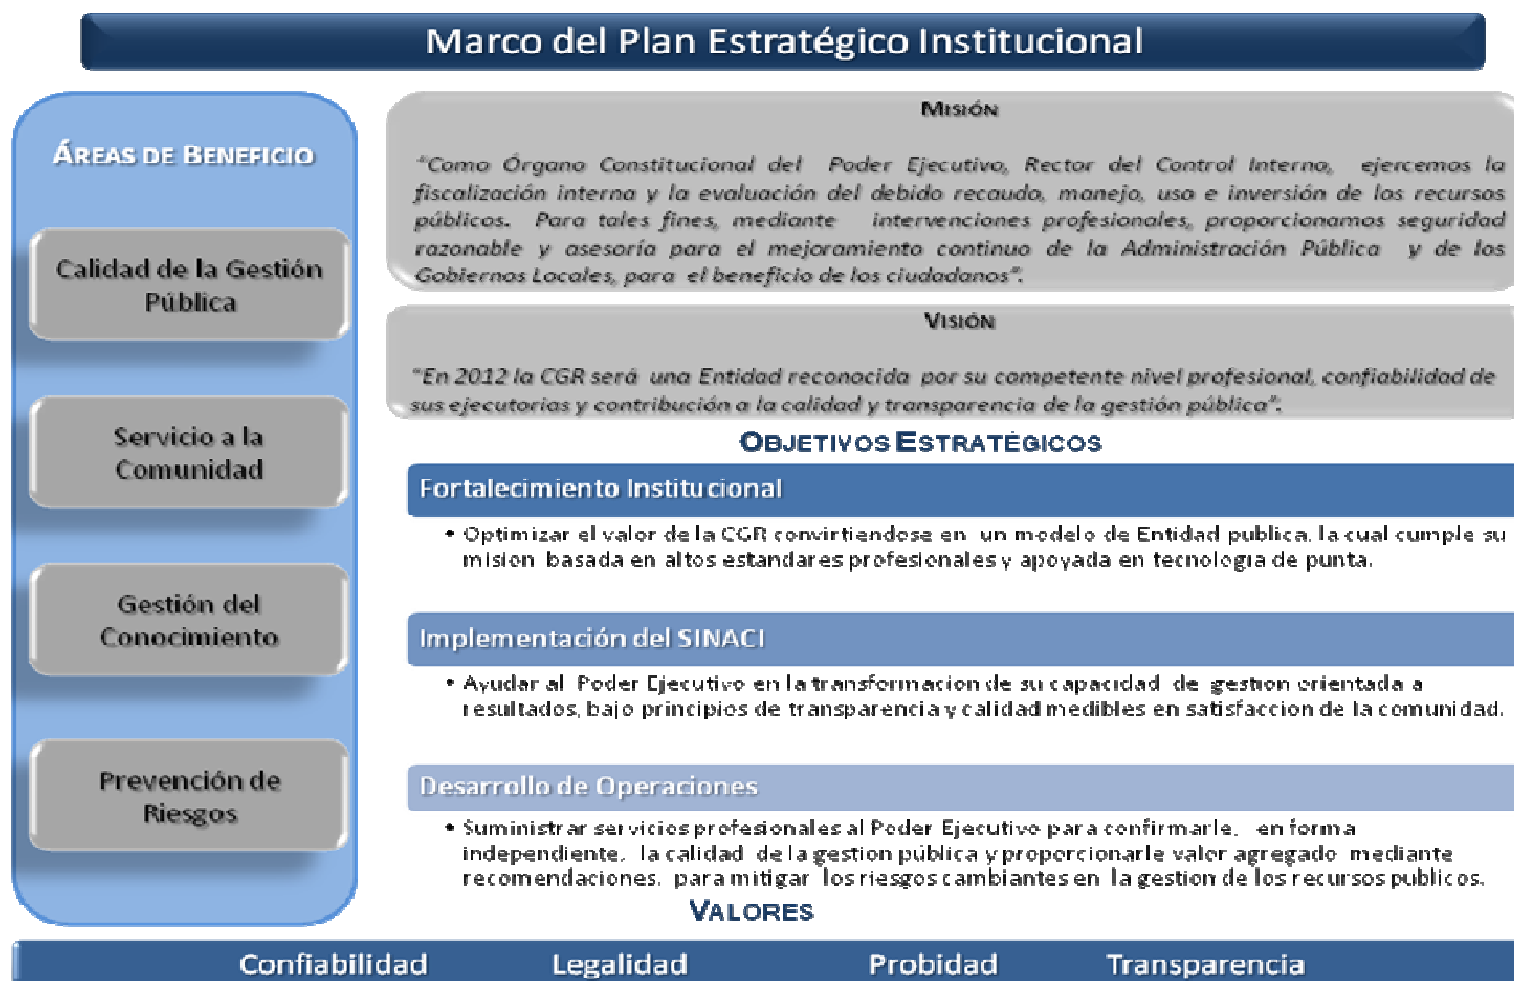 Marco del Plan Estratégico Institucional
ÁREAS DE BENEFICIO
Calidad de la Gestión
Pública
Servicio a la
Comunidad
Gestión del
Conocimiento
Prevención de
Riesgos
MISIÓN
"Como Órgano Constitucional del Poder Ejecutivo, Rector del Control Interno, ejercemos la
fiscalización interna y la evaluación del debido recaudo, manejo, uso e inversión de los recursos
públicos. Para tales fines, mediante intervenciones profesionales, proporcionamos seguridad
razonable y asesoría para el mejoramiento continuo de la Administración Pública y de los
Gobiernos Locales, para el beneficio de los ciudadanos".
VISIÓN
"En 2012 la CGR será una Entidad reconocida por su competente nivel profesional, confiabilidad de
sus ejecutorias y contribución a la calidad y transparencia de la gestión pública".
OBJETIVOS ESTRATÉGICOS
Fortalecimiento Institucional
• Optimizar el valor de la CGR convirtiendose en un modelo de Entidad publica, la cual cumple su
mision basada en altos estandares profesionales y apoyada en tecnologia de punta.
Implementación del SINACI
• Ayudar al Poder Ejecutivo en la transformacion de su capacidad de gestion orientada a
resultados, bajo principios de transparencia y calidad medibles en satisfaccion de la comunidad.
Desarrollo de Operaciones
• Suministrar servicios profesionales al Poder Ejecutivo para confirmarle, en forma
independiente, la calidad de la gestion pública y proporcionarle valor agregado mediante
recomendaciones, para mitigar los riesgos cambiantes en la gestion de los recursos publicos.
VALORES
Confiabilidad Legalidad Probidad Transparencia